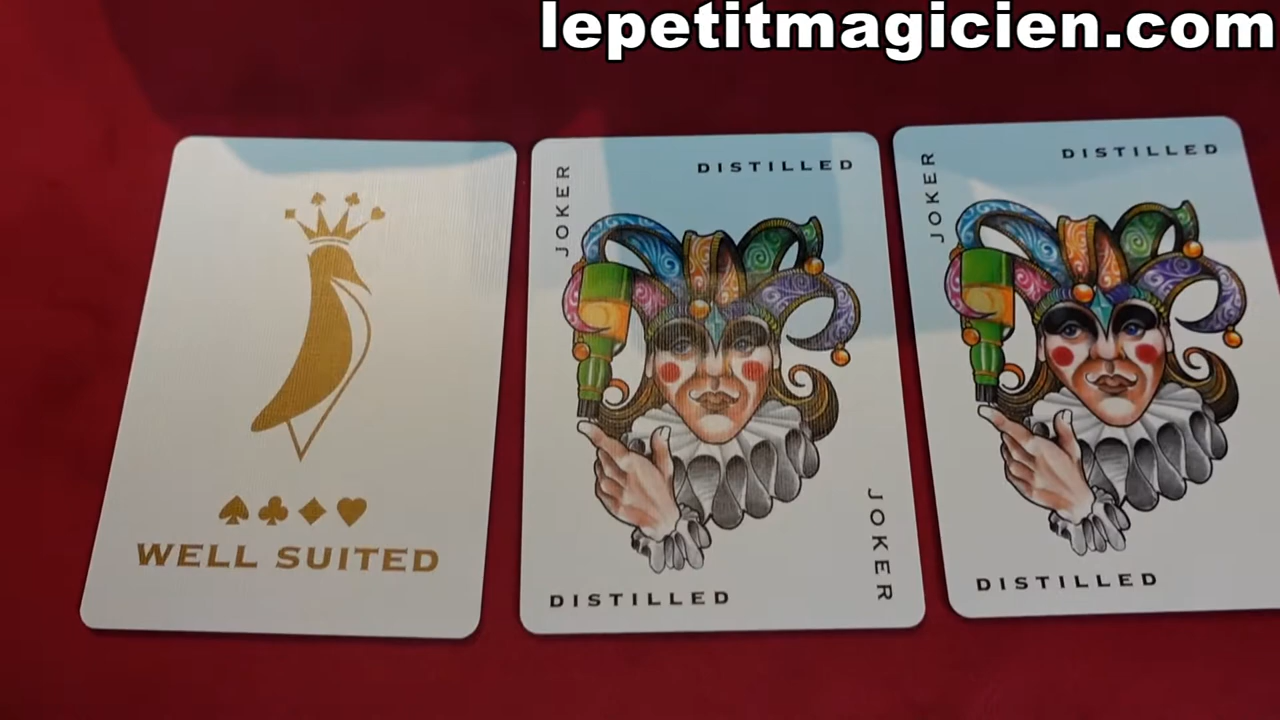 lepetitmagicien.com
WELL SUITED
JOKER
DISTILLED
DISTILLED
JOKER
JOKER
DISTILLED
DISTILLED